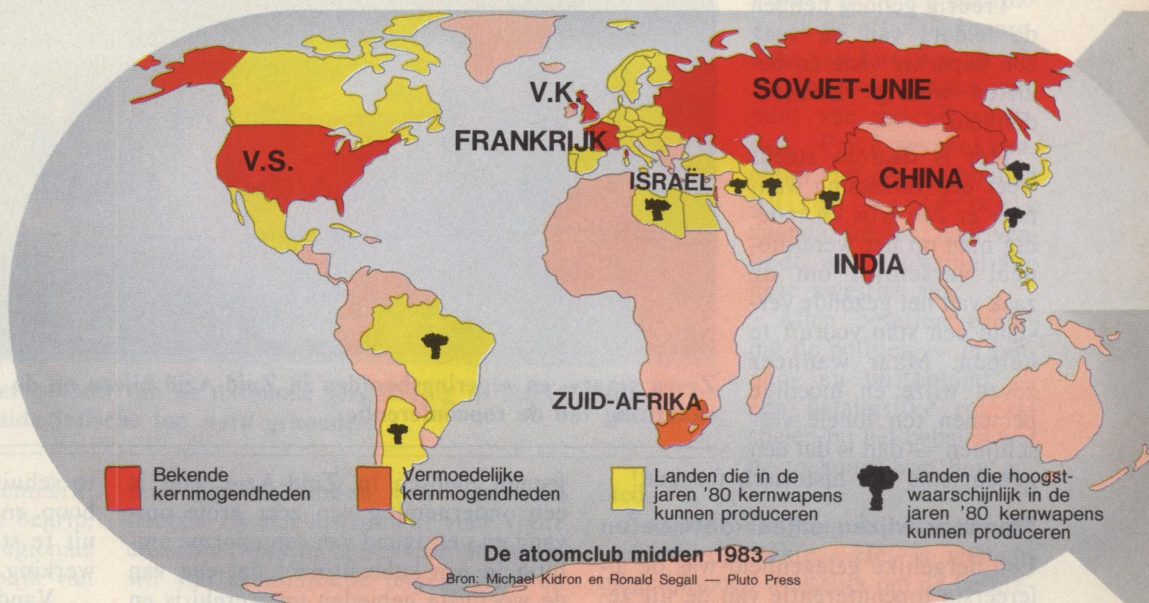 V.K.
SOVJET-UNIE
FRANKRIJK
V.S.
ISRAËL
CHINA
INDIA
ZUID-AFRIKA
Bekende
kernmogendheden
Vermoedelijke
kernmogendheden
Landen die in de
jaren '80 kernwapens
kunnen produceren
Landen die hoogst-
waarschijnlijk in de
jaren '80 kernwapens
kunnen produceren
De atoomclub midden 1983
Bron: Michael Kidron en Ronald Segall — Pluto Press